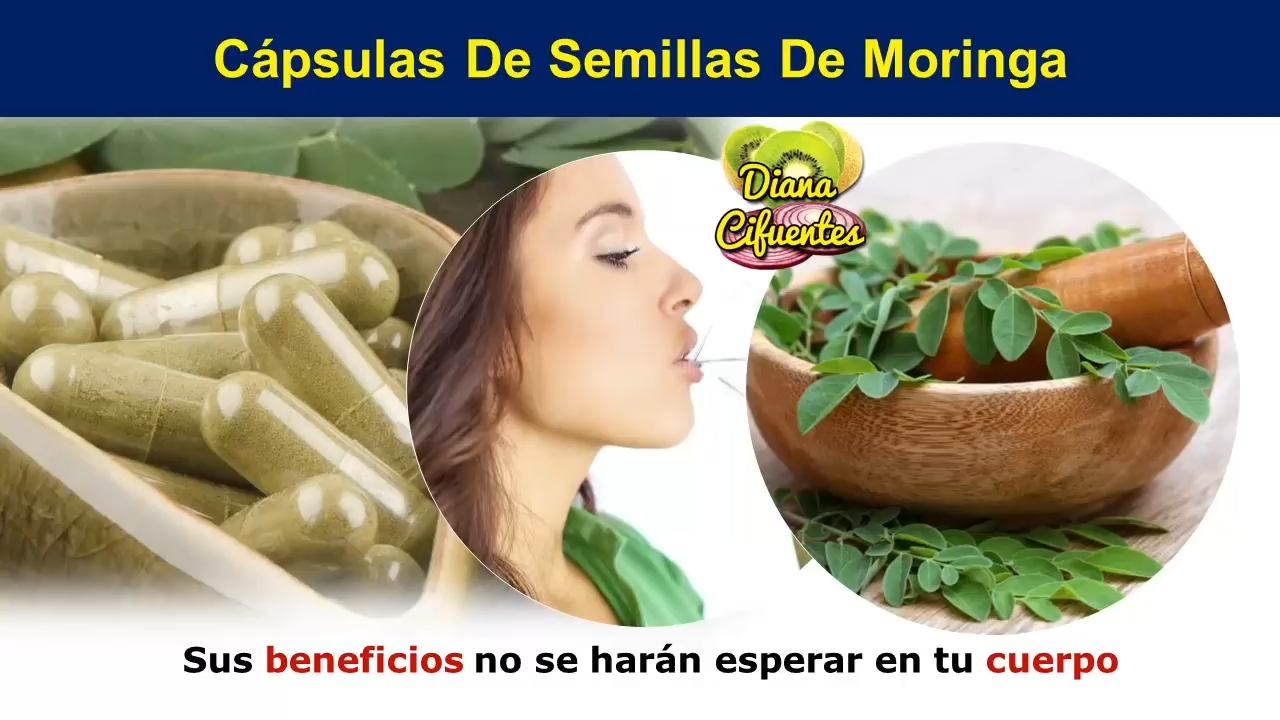 Cápsulas De Semillas De Moringa
Diana
Cifuentes
Sus beneficios no se harán esperar en tu cuerpo